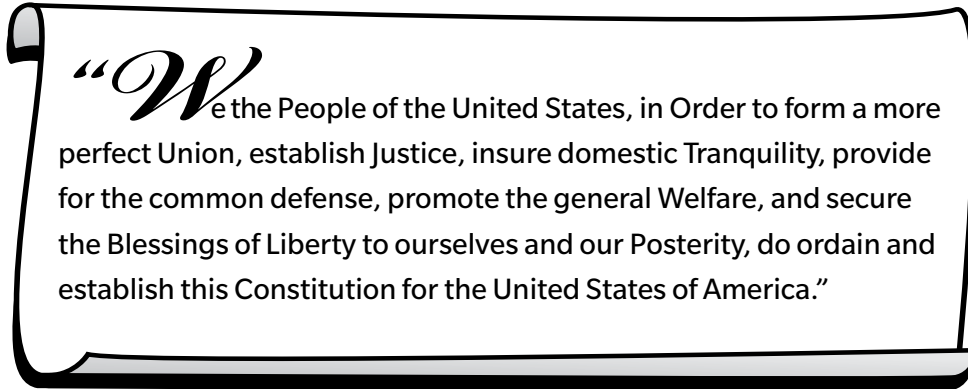 “We the People of the United States, in Order to form a more
perfect Union, establish Justice, insure domestic Tranquility, provide
for the common defense, promote the general Welfare, and secure
the Blessings of Liberty to ourselves and our Posterity, do ordain and
establish this Constitution for the United States of America.”